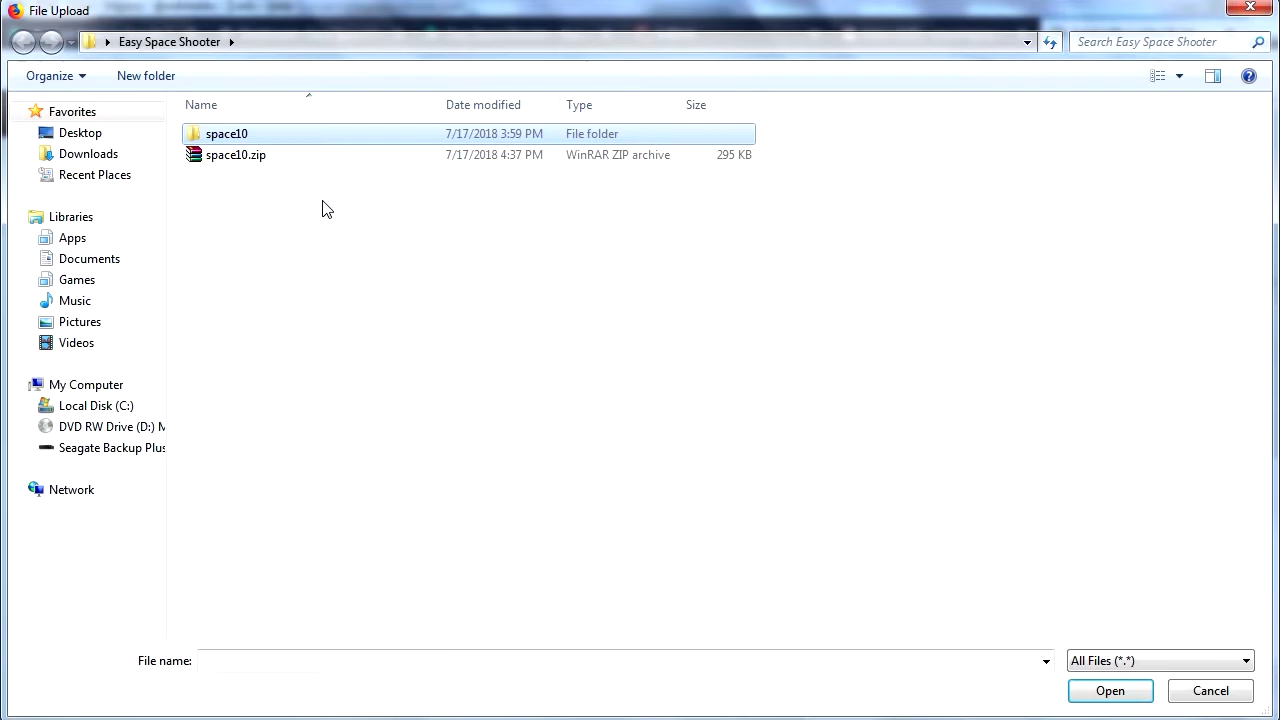 File Upload
Easy Space Shooter
Search Easy Space Shooter
Organize
New folder
Name
Date modified
Type
Size
Favorites
Desktop
Downloads
Recent Places
Libraries
Apps
Documents
Games
Music
Pictures
Videos
My Computer
Local Disk (C:)
DVD RW Drive (D:) M
Seagate Backup Plus
Network
space10 7/17/2018 3:59 PM File folder
space10.zip 7/17/2018 4:37 PM WinRAR ZIP archive 295 KB
File name:
All Files (*.*)
Open
Cancel